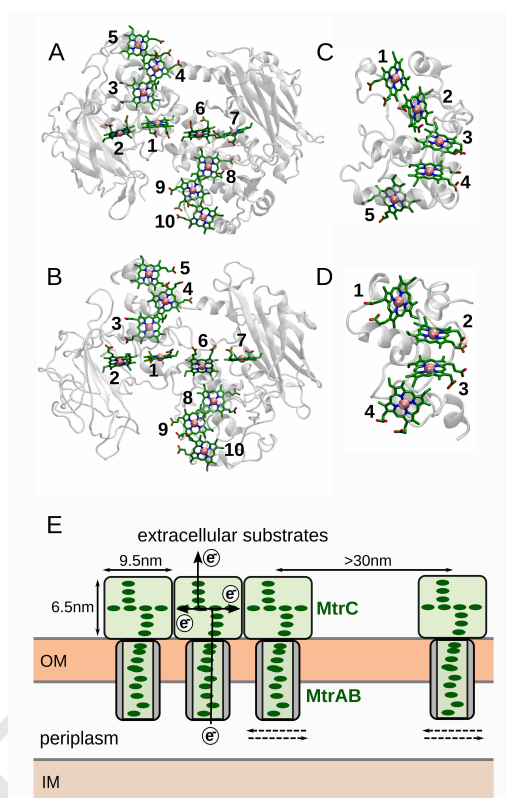 A
5
4
3
6
7
2
1
8
9
10
C
1
2
3
4
5
B
5
4
3
6
7
2
1
8
9
10
D
1
2
3
4
E
extracellular substrates
9.5nm
e-
>30nm
6.5nm
e-
e-
MtrC
OM
MtrAB
periplasm
e-
IM